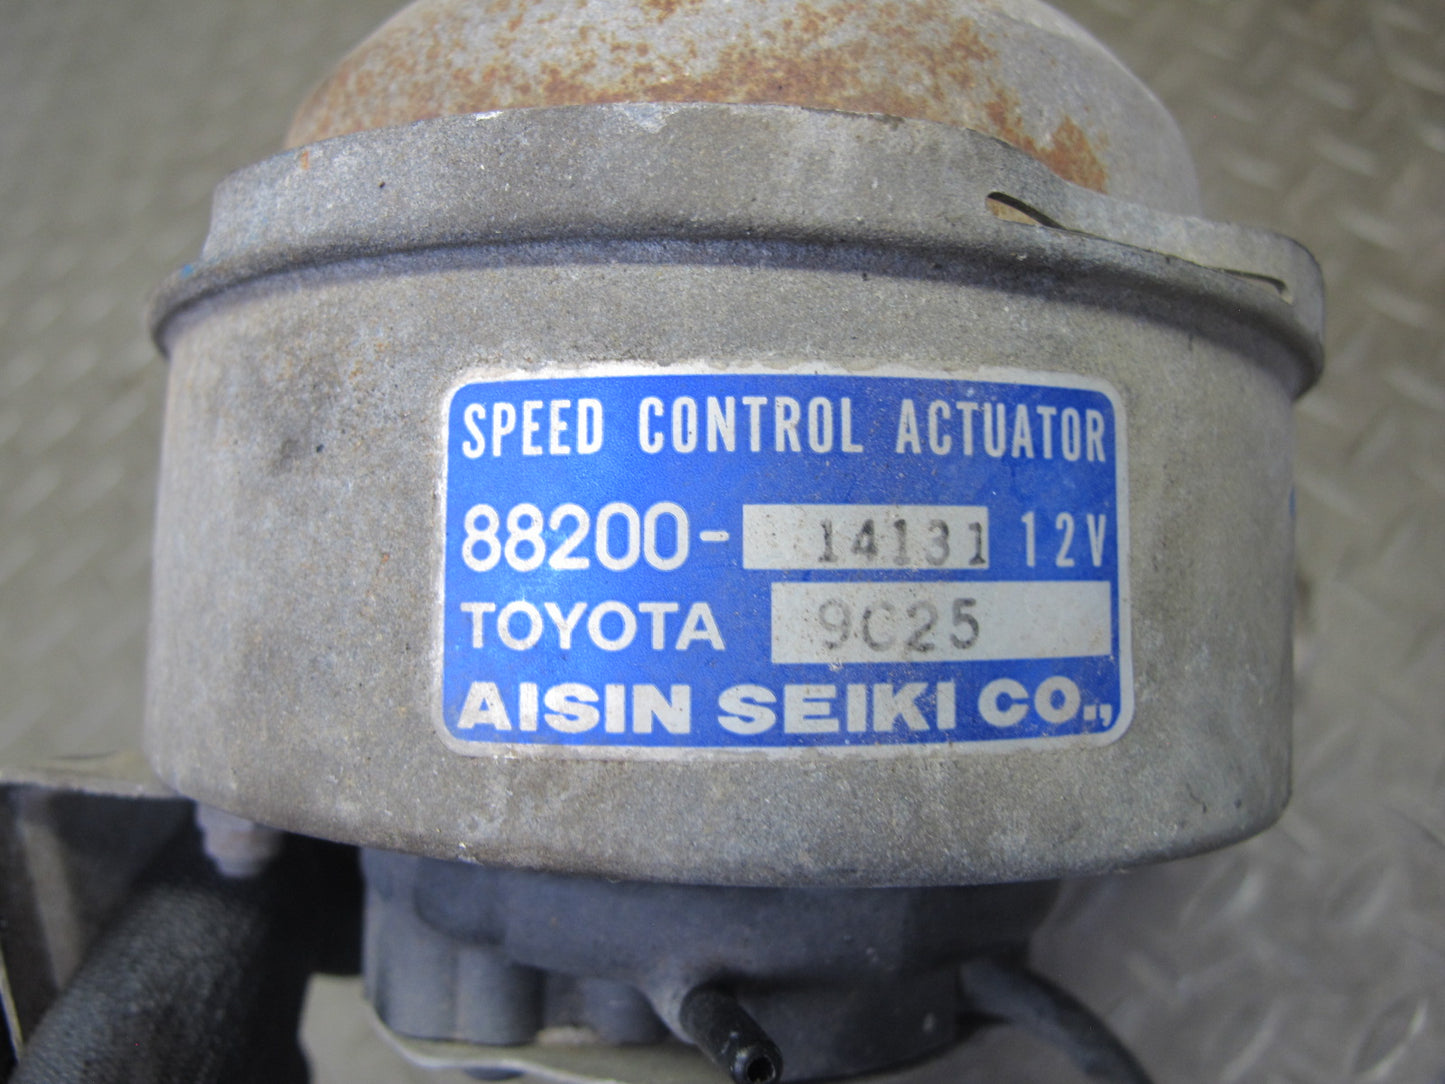 SPEED CONTROL ACTUATOR
88200- 14131 12V
TOYOTA 9C25
AISIN SEIKI CO.,